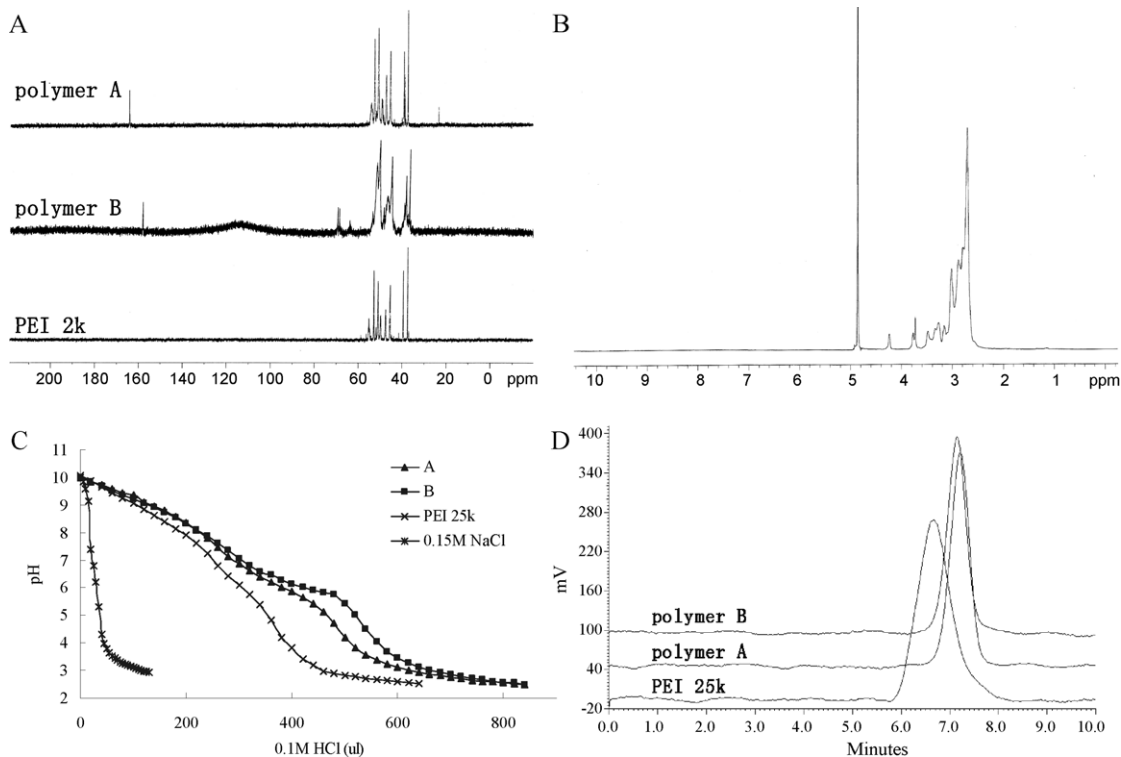 A
polymer A
polymer B
PEI 2k
200 180 160 140 120 100 80 60 40 20 0 ppm
B
10 9 8 7 6 5 4 3 2 1 ppm
C
11
10
9
8
7
6
5
4
3
2
pH
0 200 400 600 800
0.1M HCl (ul)
A
B
PEI 25k
0.15M NaCl
D
400
340
280
220
160
100
40
-20
mV
polymer B
polymer A
PEI 25k
0.0 1.0 2.0 3.0 4.0 5.0 6.0 7.0 8.0 9.0 10.0
Minutes